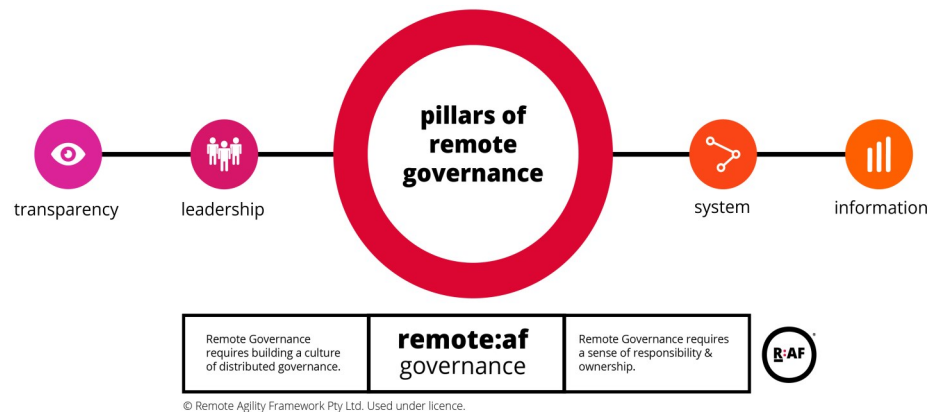 pillars of
remote
governance
transparency
leadership
system
information
Remote Governance
requires building a culture
of distributed governance.
remote:af
governance
Remote Governance requires
a sense of responsibility &
ownership.
R:AF
© Remote Agility Framework Pty Ltd. Used under licence.